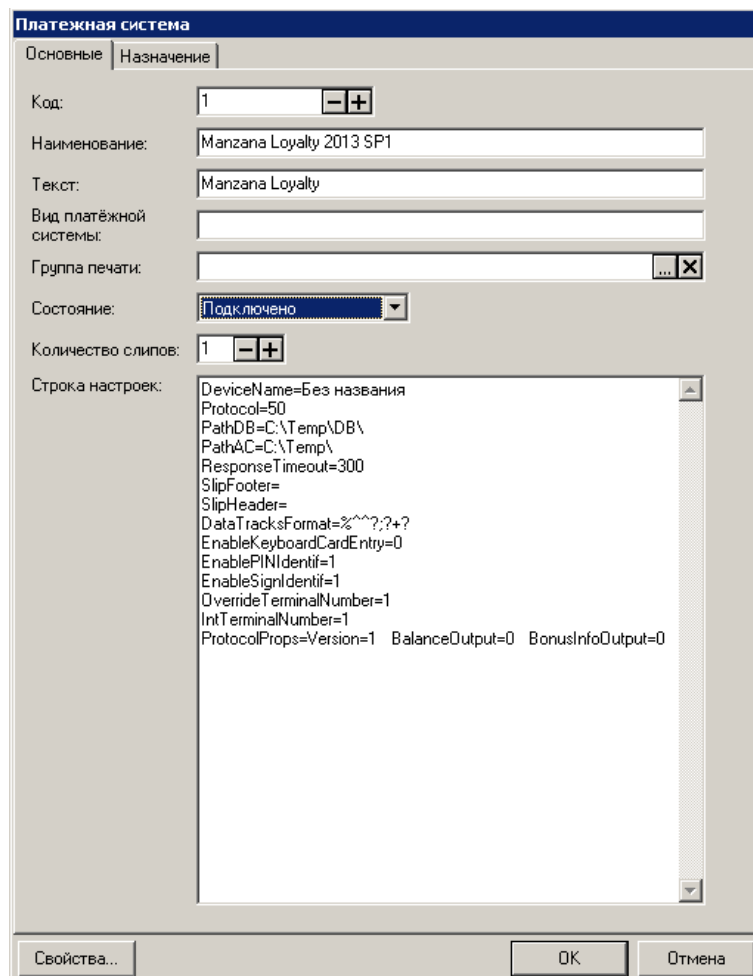 Платежная система
Основные Назначение
Код: 1
Наименование: Manzana Loyalty 2013 SP1
Текст: Manzana Loyalty
Вид платёжной
системы:
Группа печати: ...
Состояние: Подключено
Количество слипов: 1
Строка настроек: DeviceName=Без названия
Protocol=50
PathDB=C:\Temp\DB\
PathAC=C:\Temp\
ResponseTimeout=300
SlipFooter=
SlipHeader=
DataTracksFormat=%^^?;?+?
EnableKeyboardCardEntry=0
EnablePINIdentif=1
EnableSignIdentif=1
OverrideTerminalNumber=1
IntTerminalNumber=1
ProtocolProps=Version=1 BalanceOutput=0 BonusInfoOutput=0
Свойства... OK Отмена